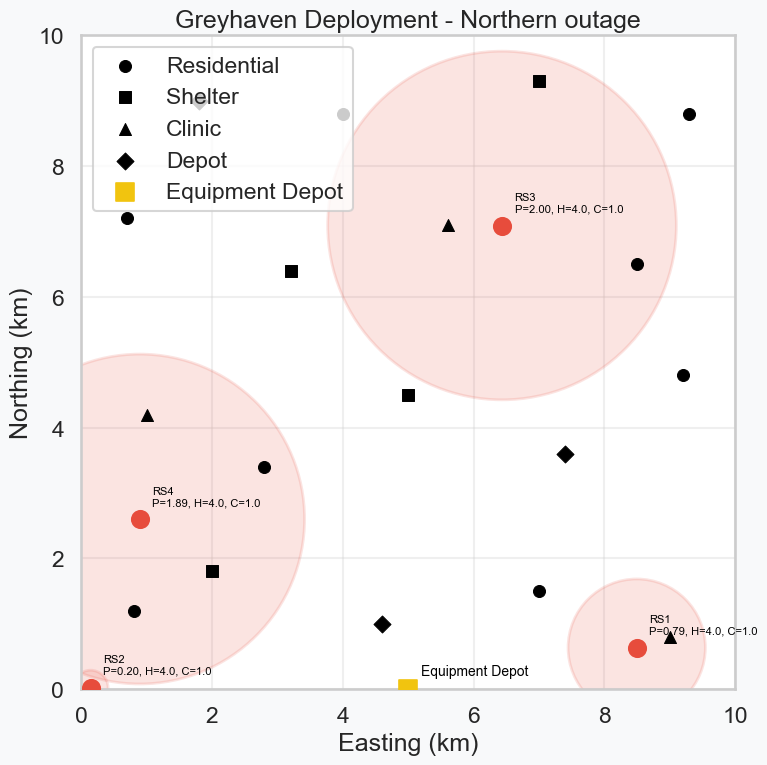 Greyhaven Deployment - Northern outage
10
8
6
4
2
0
Northing (km)
Residential
Shelter
Clinic
Depot
Equipment Depot
RS3
P=2.00, H=4.0, C=1.0
RS4
P=1.89, H=4.0, C=1.0
RS1
P=0.79, H=4.0, C=1.0
RS2
P=0.20, H=4.0, C=1.0
Equipment Depot
0 2 4 6 8 10
Easting (km)